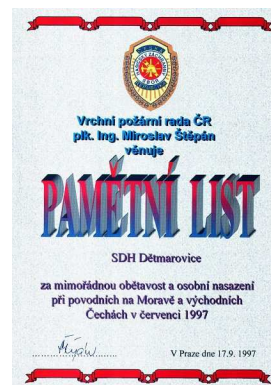 Vrchní požární rada ČR
plk. Ing. Miroslav Štěpán
věnuje
PAMĚTNÍ LIST
SDH Dětmarovice
za mimořádnou obětavost a osobní nasazení
při povodních na Moravě a východních
Čechách v červenci 1997
V Praze dne 17.9. 1997